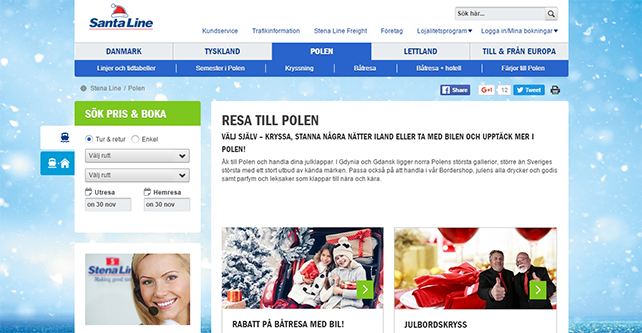 Santa Line
Sök här...
Kundservice Trafikinformation Stena Line Freight Företag Lojalitetsprogram Logga in/Mina bokningar
DANMARK TYSKLAND POLEN LETTLAND TILL & FRÅN EUROPA
Linjer och tidtabeller Semester i Polen Kryssning Båtresa Båtresa + hotell Färjor till Polen
Stena Line / Polen
Share G+1 12 Tweet
SÖK PRIS & BOKA
Tur & retur Enkel
Välj rutt
Välj rutt
Utresa Hemresa
on 30 nov on 30 nov
RESA TILL POLEN
VÄLJ SJÄLV – KRYSSA, STANNA NÅGRA NÄTTER ILAND ELLER TA MED BILEN OCH UPPTÄCK MER I
POLEN!
Åk till Polen och handla dina julklappar. I Gdynia och Gdansk ligger norra Polens största gallerior, större än Sveriges
största med ett stort utbud av kända märken. Passa också på att handla i vår Bordershop, julens alla drycker och godis
samt parfym och leksaker som klappar till nära och kära.
Stena Line
Making good time
RABATT PÅ BÅTRESA MED BIL!
JULBORDSKRYSS